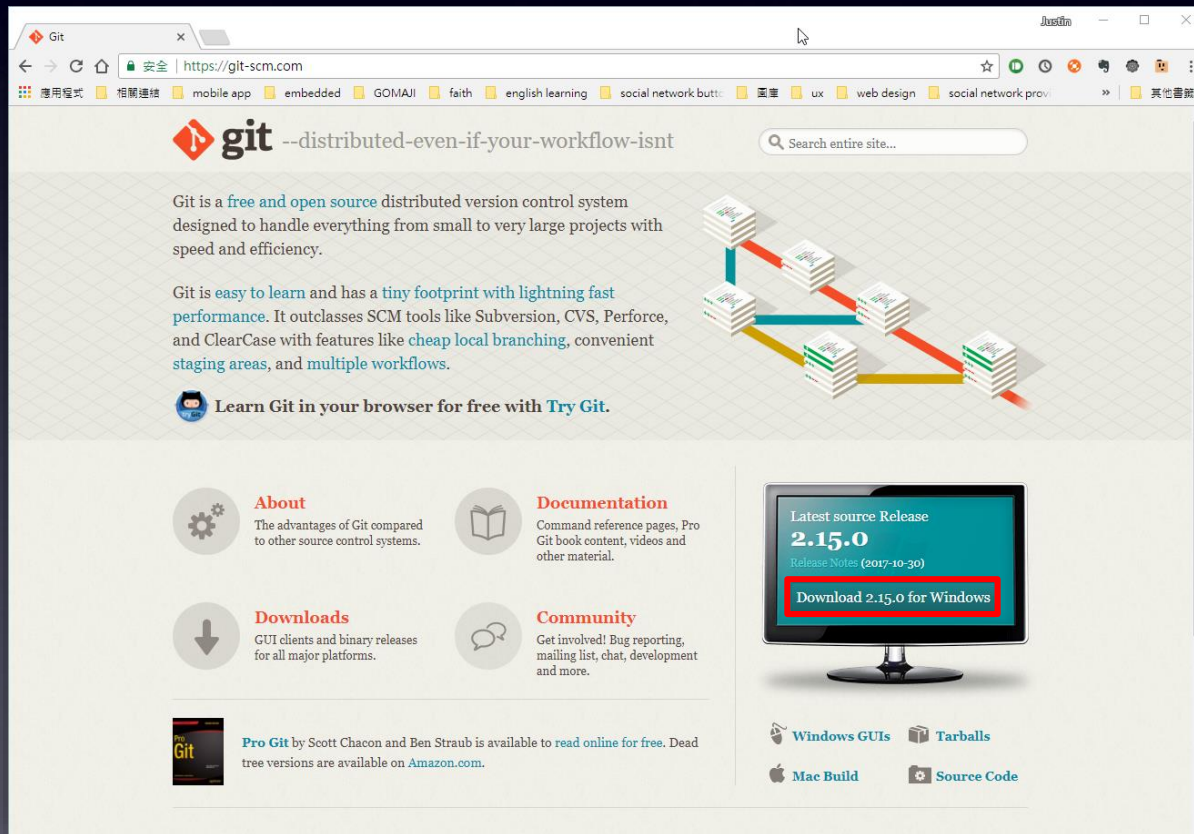 Justin
Git
安全 | https://git-scm.com
應用程式 相關連結 mobile app embedded GOMAJI faith english learning social network butto 圖庫 ux web design social network provi » 其他書籤
git --distributed-even-if-your-workflow-isnt
Search entire site...
Git is a free and open source distributed version control system
designed to handle everything from small to very large projects with
speed and efficiency.
Git is easy to learn and has a tiny footprint with lightning fast
performance. It outclasses SCM tools like Subversion, CVS, Perforce,
and ClearCase with features like cheap local branching, convenient
staging areas, and multiple workflows.
Learn Git in your browser for free with Try Git.
About
The advantages of Git compared
to other source control systems.
Documentation
Command reference pages, Pro
Git book content, videos and
other material.
Downloads
GUI clients and binary releases
for all major platforms.
Community
Get involved! Bug reporting,
mailing list, chat, development
and more.
Latest source Release
2.15.0
Release Notes (2017-10-30)
Download 2.15.0 for Windows
Pro
Git
Pro Git by Scott Chacon and Ben Straub is available to read online for free. Dead
tree versions are available on Amazon.com.
Windows GUIs
Tarballs
Mac Build
Source Code